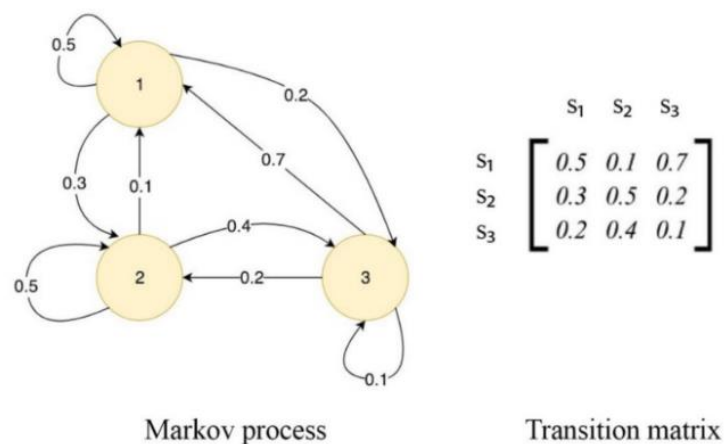 0.5
1
0.2
0.7
0.3
0.1
0.4
2
0.2
3
0.5
0.1
Markov process
S1 S2 S3
S1 0.5 0.1 0.7
S2 0.3 0.5 0.2
S3 0.2 0.4 0.1
Transition matrix